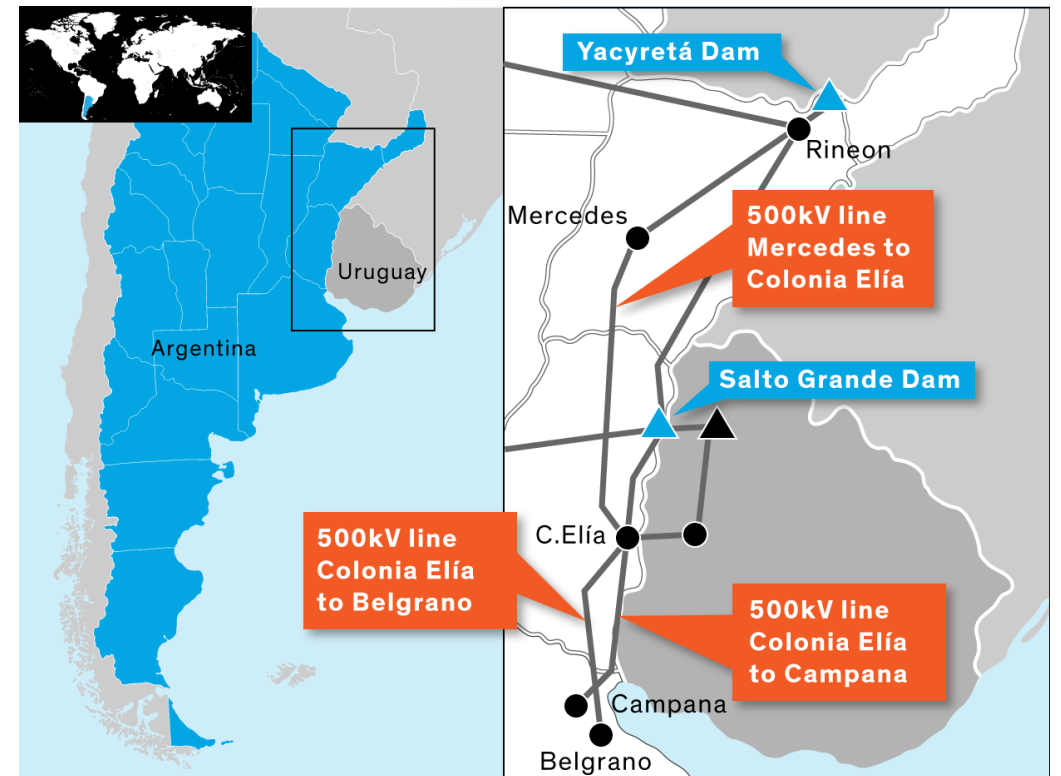 Uruguay
Argentina
Yacyretá Dam
Rineon
Mercedes
500kV line
Mercedes to
Colonia Elía
Salto Grande Dam
C.Elía
500kV line
Colonia Elía
to Belgrano
500kV line
Colonia Elía
to Campana
Campana
Belgrano